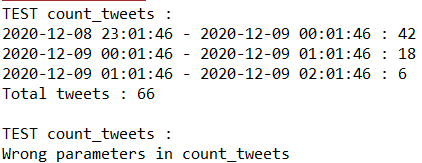 TEST count_tweets :
2020-12-08 23:01:46 - 2020-12-09 00:01:46 : 42
2020-12-09 00:01:46 - 2020-12-09 01:01:46 : 18
2020-12-09 01:01:46 - 2020-12-09 02:01:46 : 6
Total tweets : 66
TEST count_tweets :
Wrong parameters in count_tweets